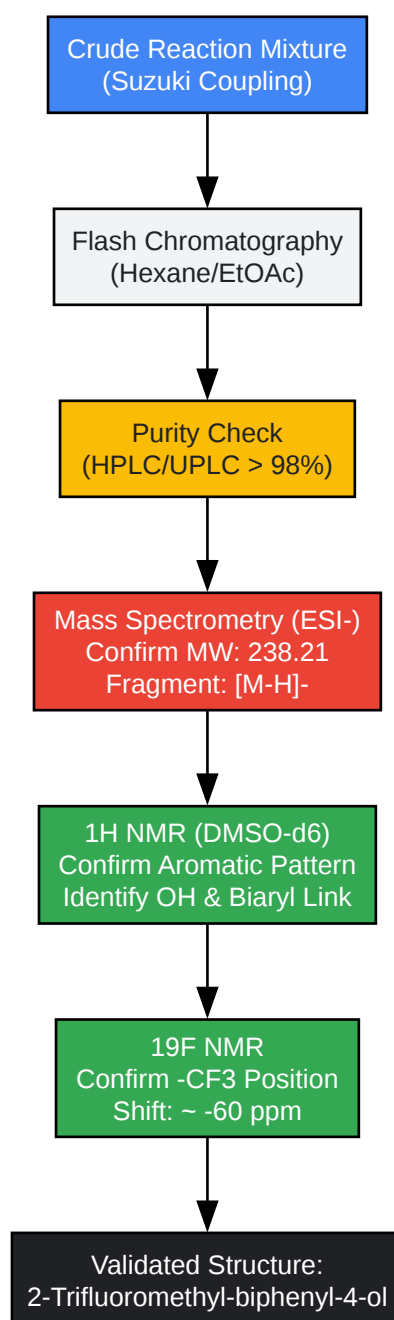 Crude Reaction Mixture
(Suzuki Coupling)
Flash Chromatography
(Hexane/EtOAc)
Purity Check
(HPLC/UPLC > 98%)
Mass Spectrometry (ESI-)
Confirm MW: 238.21
Fragment: [M-H]-
1H NMR (DMSO-d6)
Confirm Aromatic Pattern
Identify OH & Biaryl Link
19F NMR
Confirm -CF3 Position
Shift: ~ -60 ppm
Validated Structure:
2-Trifluoromethyl-biphenyl-4-ol